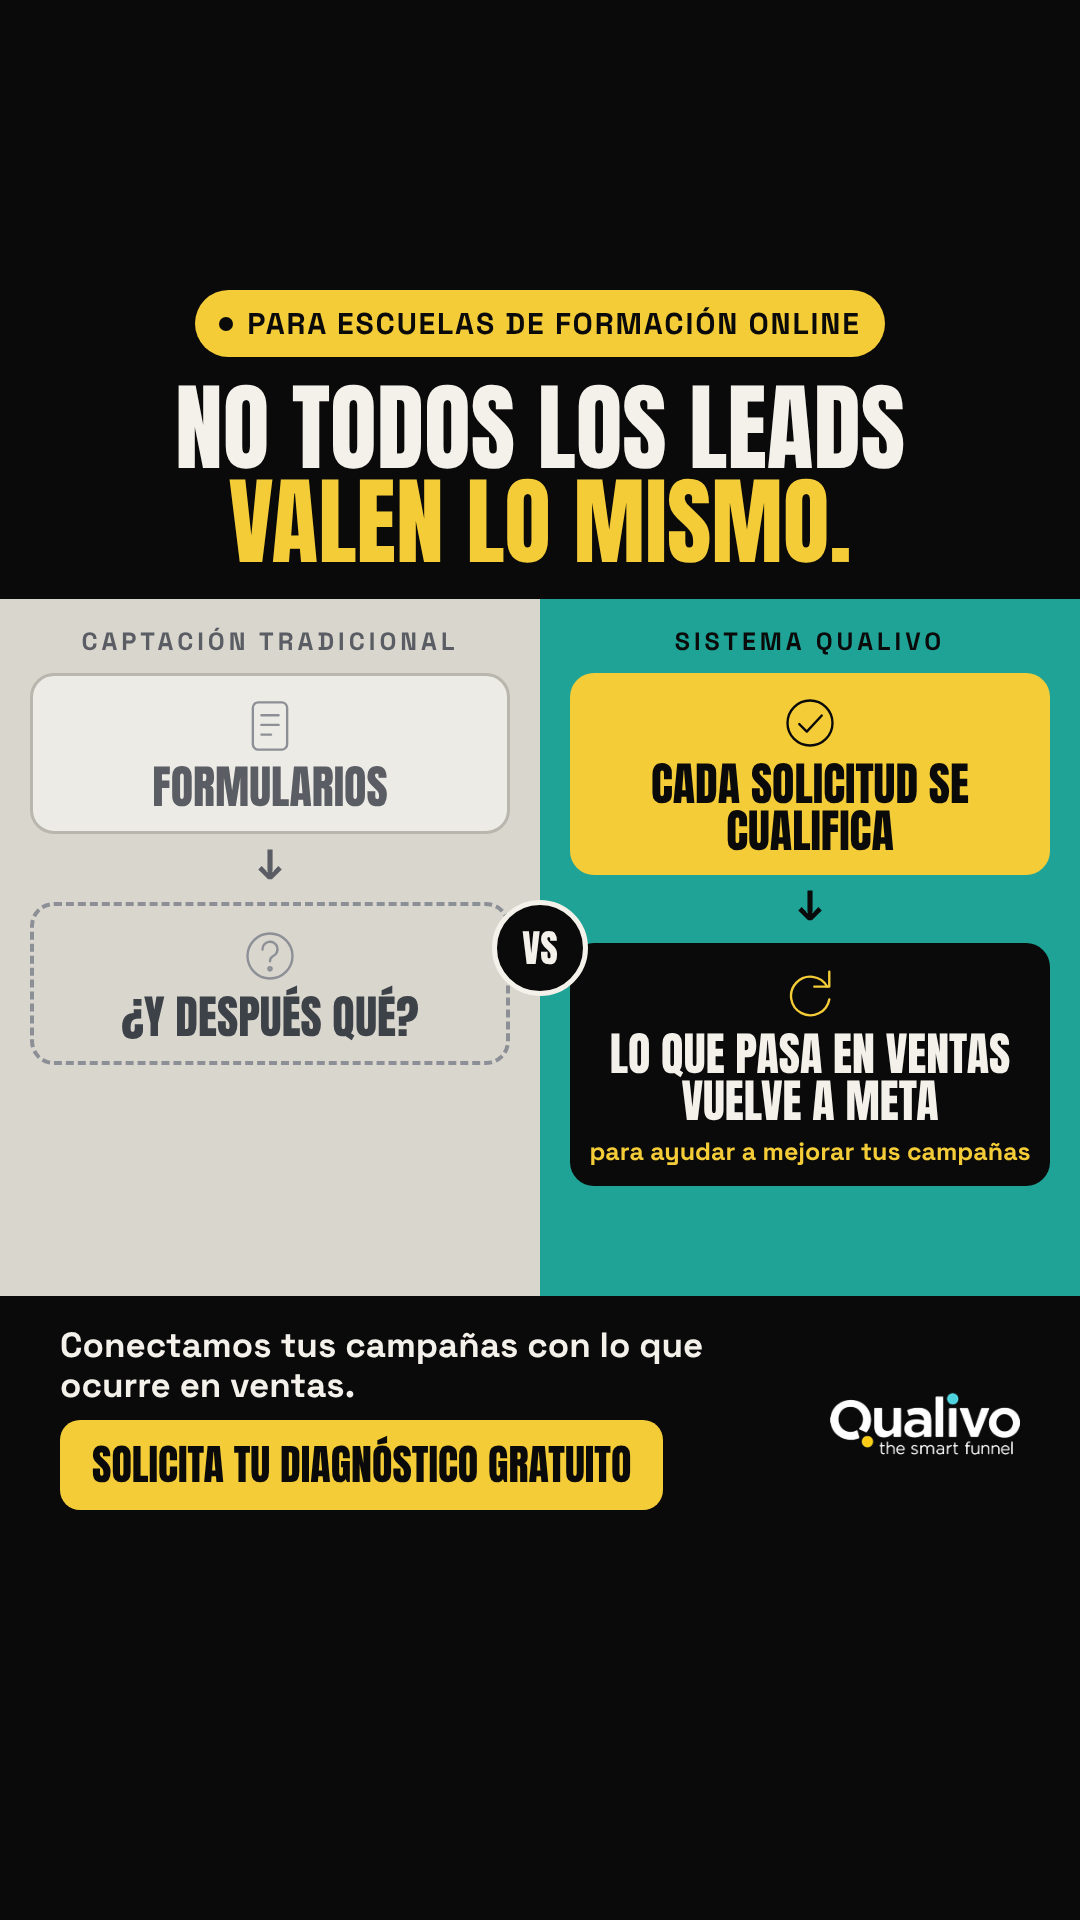 PARA ESCUELAS DE FORMACIÓN ONLINE
NO TODOS LOS LEADS
VALEN LO MISMO.
CAPTACIÓN TRADICIONAL
FORMULARIOS
↓
¿Y DESPUÉS QUÉ?
VS
SISTEMA QUALIVO
CADA SOLICITUD SE
CUALIFICA
↓
LO QUE PASA EN VENTAS
VUELVE A META
para ayudar a mejorar tus campañas
Conectamos tus campañas con lo que
ocurre en ventas.
SOLICITA TU DIAGNÓSTICO GRATUITO
Qualivo
the smart funnel